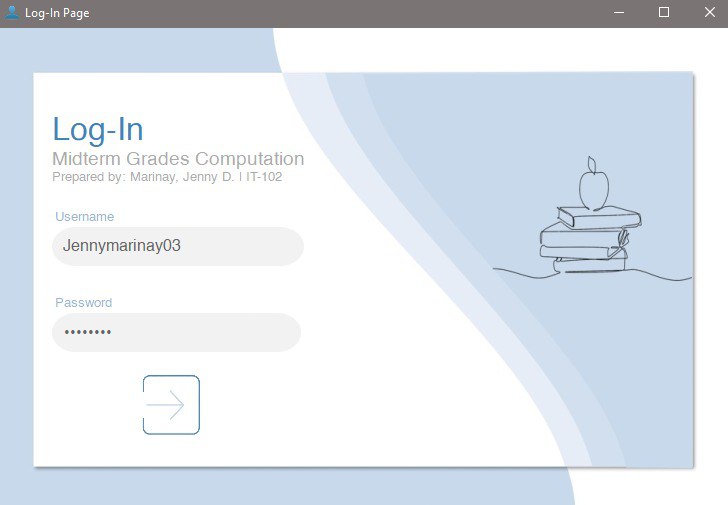 Log-In Page
Log-In
Midterm Grades Computation
Prepared by: Marinay, Jenny D. | IT-102
Username
Jennymarinay03
Password
••••••••